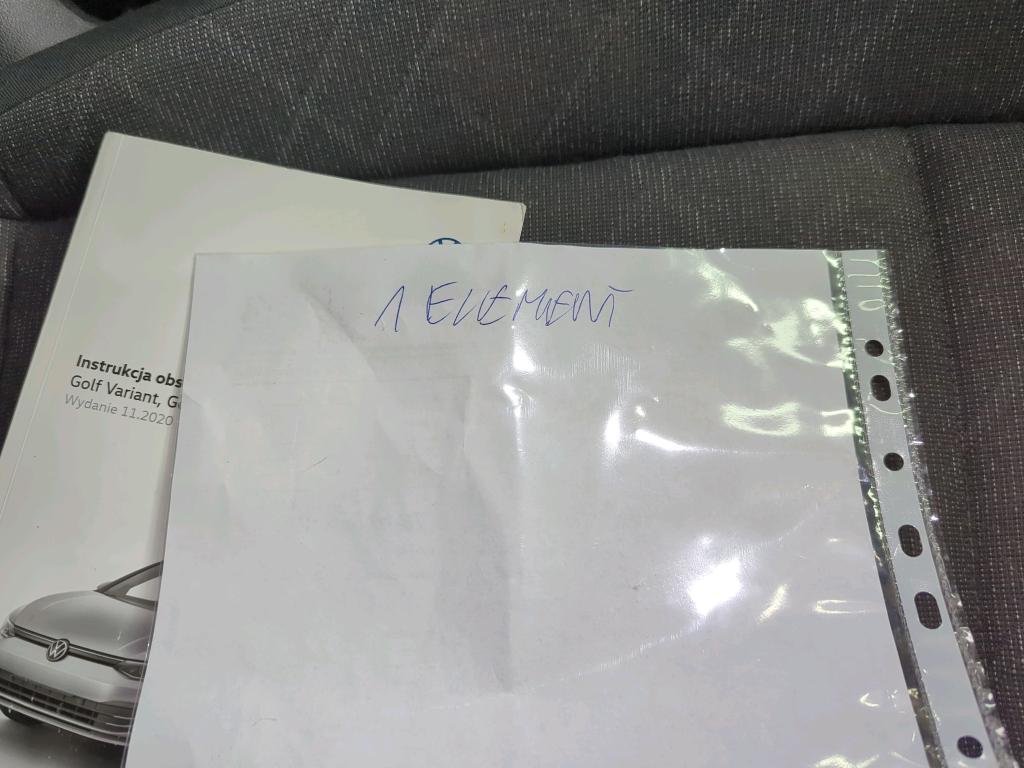 1 ELEMENT
Instrukcja obs
Golf Variant, G
Wydanie 11.2020